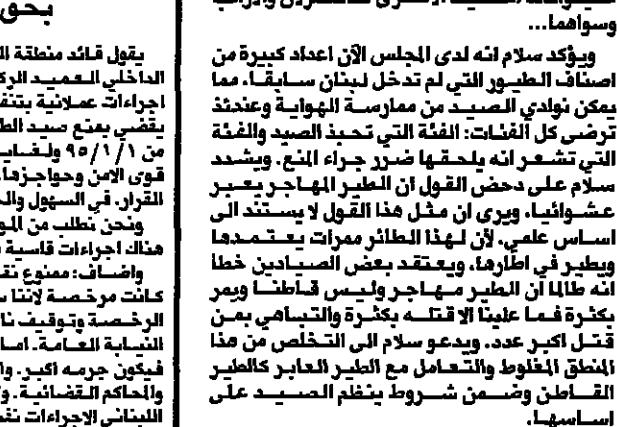 وسواهما...
ويؤكد سلام انه لدى المجلس الآن اعداد كبيرة من
اصناف الطيور التي لم تدخل لبنان سابقا، مما
يمكن نوادي الصيد من ممارسة الهواية وعندئذ
ترضى كل الفئات: الفئة التي تحبذ الصيد والفئة
التي تشعر انه يلحقها ضرر جراء المنع. ويشدد
سلام على دحض القول ان الطير المهاجر يعبر
عشوائيا. ويرى ان مثل هذا القول لا يستند الى
اساس علمي، لأن لهذا الطائر ممرات يعتمدها
ويطير في اطارها. ويعتقد بعض الصيادين خطأ
انه طالما ان الطير مهاجر وليس قاطنا ويمر
بكثرة فما علينا الا قتله بكثرة والتباهي بمن
قتل اكبر عدد. ويدعو سلام الى التخلص من هذا
المنطق المغلوط والتعامل مع الطير العابر كالطير
القاطن وضمن شروط ينظم الصيد على
اساسها.
بحق
يقول قائد منظمة
الداخلي العميد
اجراءات عملانية
يقضي بمنع صيد
من ٩٥/١/١
قوى الامن وحواجزها
القرار، في السهول
ونحن نطلب من
هناك اجراءات قاسية
واضاف: ممنوع
كانت مرخصة لاننا
الرخصة وتوقيف
النيابة العامة. اما
فيكون جرمه اكبر.
والمحاكم القضائية.
اللبناني الاجراءات